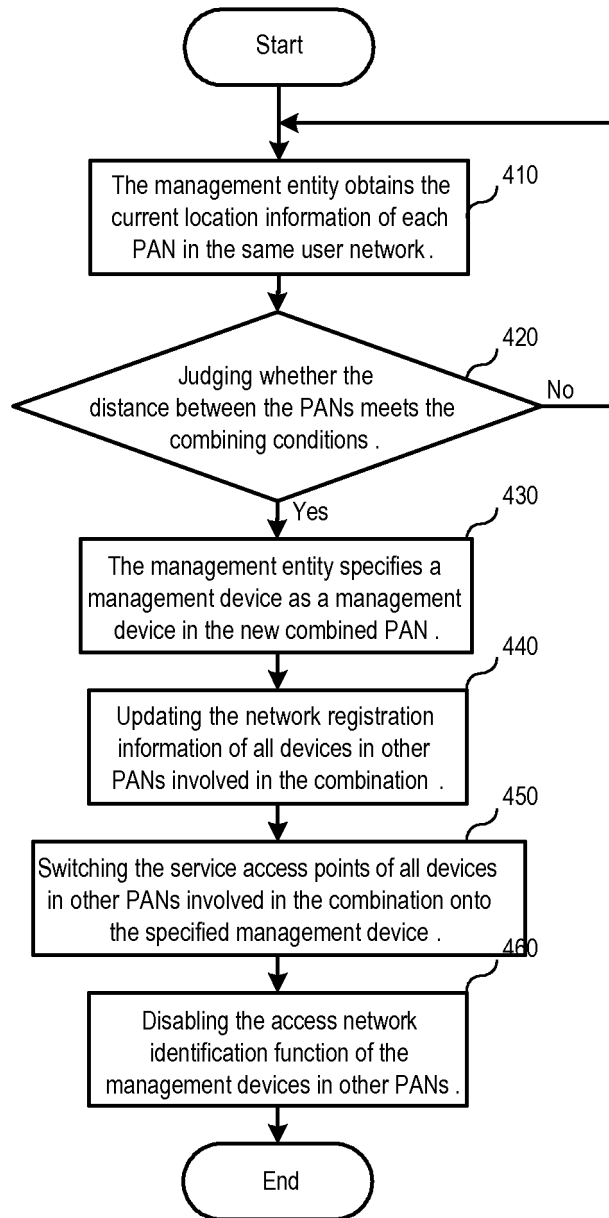 Start
The management entity obtains the
current location information of each
PAN in the same user network .
410
Judging whether the
distance between the PANs meets the
combining conditions .
420
No
Yes
430
The management entity specifies a
management device as a management
device in the new combined PAN .
440
Updating the network registration
information of all devices in other
PANs involved in the combination .
450
Switching the service access points of all devices
in other PANs involved in the combination onto
the specified management device .
460
Disabling the access network
identification function of the
management devices in other PANs .
End